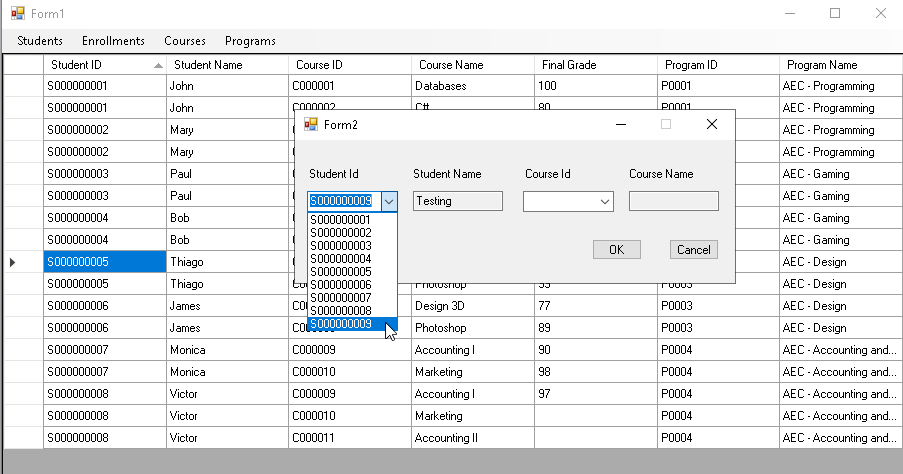 Form1
Students Enrollments Courses Programs
Student ID Student Name Course ID Course Name Final Grade Program ID Program Name
S000000001 John C000001 Databases 100 P0001 AEC - Programming
S000000001 John C000002 C# 80 P0001 AEC - Programming
S000000002 Mary AEC - Programming
S000000002 Mary AEC - Programming
S000000003 Paul AEC - Gaming
S000000003 Paul AEC - Gaming
S000000004 Bob AEC - Gaming
S000000004 Bob AEC - Gaming
S000000005 Thiago AEC - Design
S000000005 Thiago Photoshop P0003 AEC - Design
S000000006 James Design 3D 77 P0003 AEC - Design
S000000006 James Photoshop 89 P0003 AEC - Design
S000000007 Monica C000009 Accounting I 90 P0004 AEC - Accounting and...
S000000007 Monica C000010 Marketing 98 P0004 AEC - Accounting and...
S000000008 Victor C000009 Accounting I 97 P0004 AEC - Accounting and...
S000000008 Victor C000010 Marketing P0004 AEC - Accounting and...
S000000008 Victor C000011 Accounting II P0004 AEC - Accounting and...
Form2
Student Id Student Name Course Id Course Name
S000000009 Testing
S000000001
S000000002
S000000003
S000000004
S000000005
S000000006
S000000007
S000000008
S000000009
OK Cancel